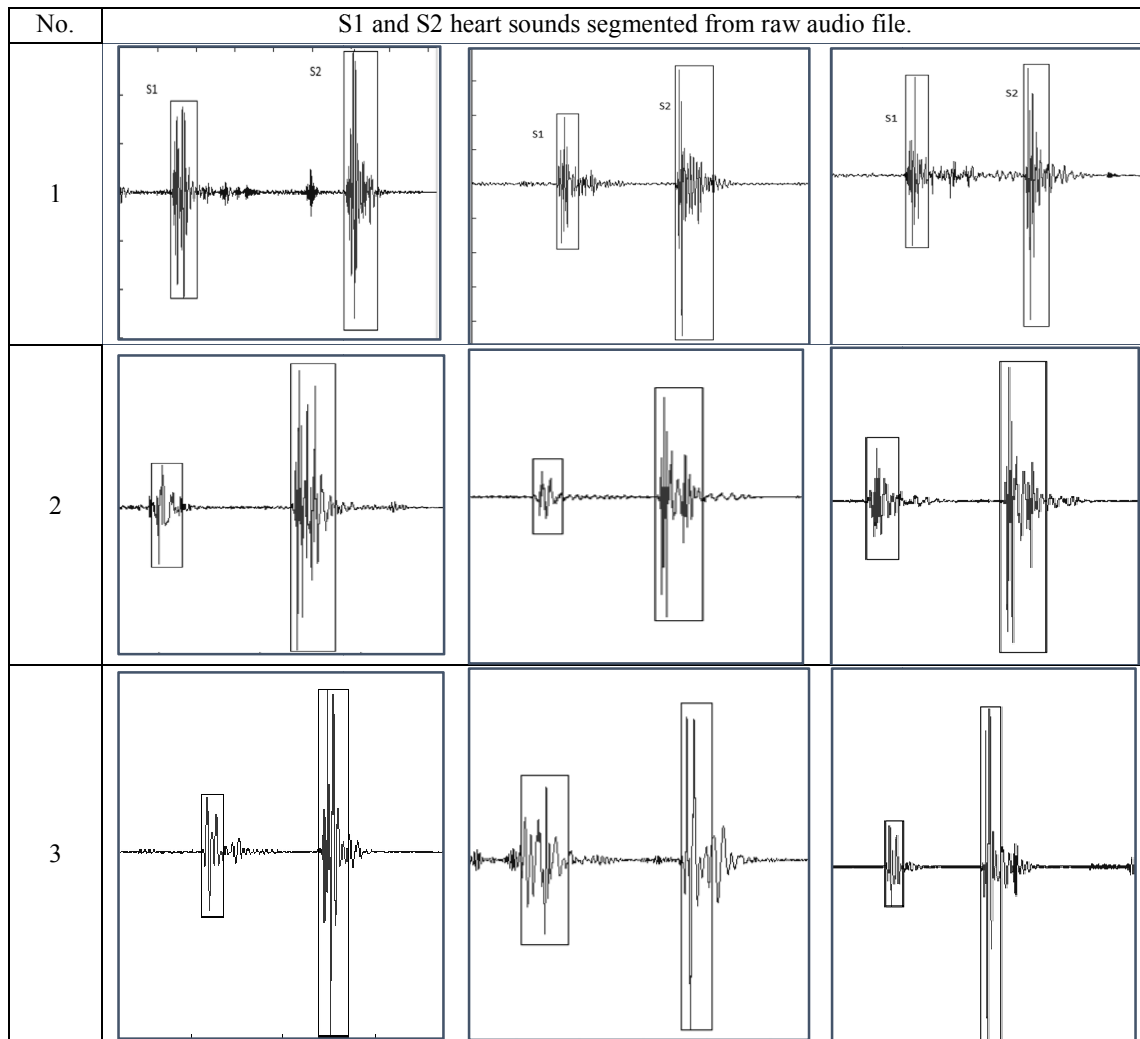 No.
S1 and S2 heart sounds segmented from raw audio file.
1
S1
S2
S1
S2
S1
S2
2
3